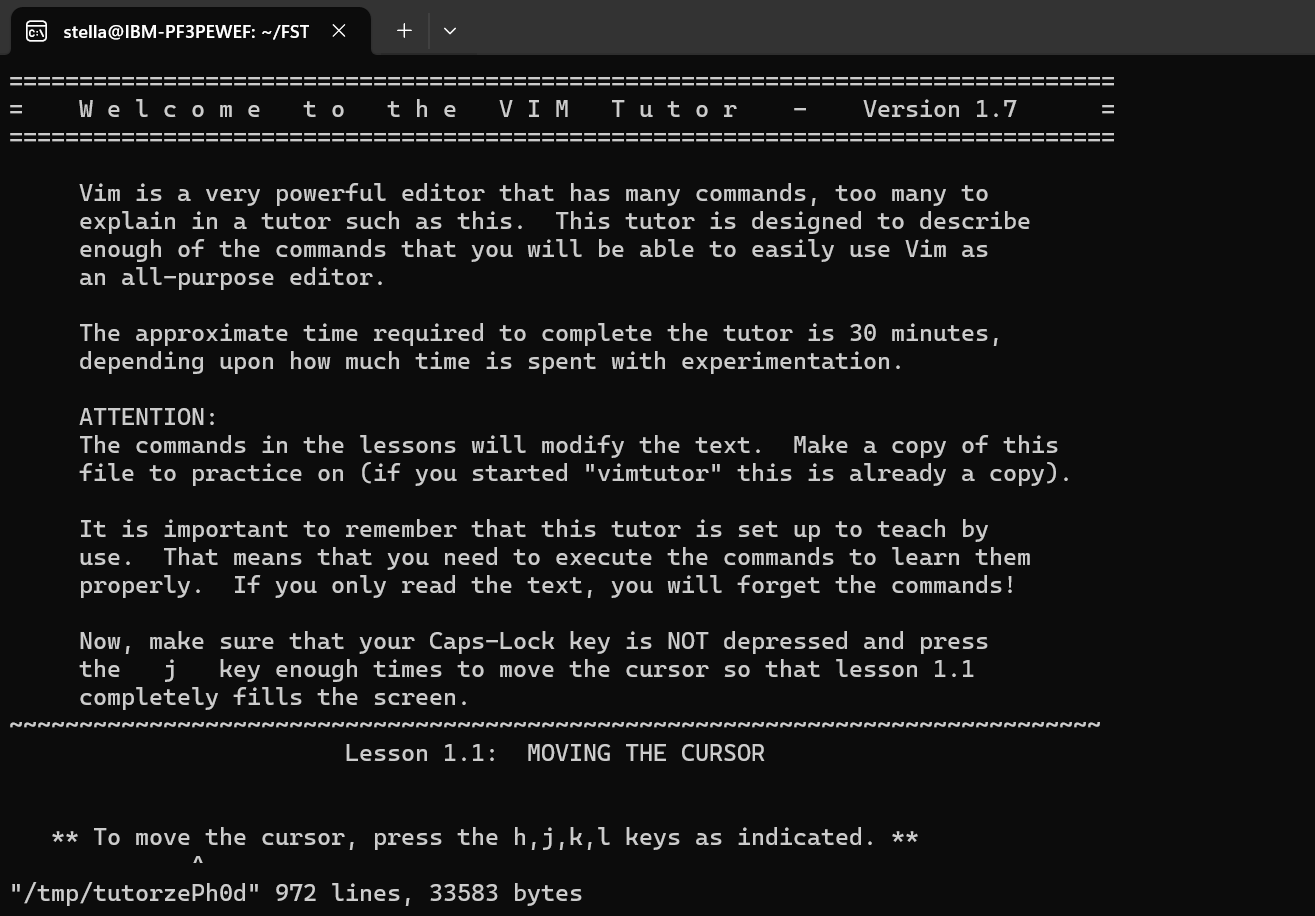 stella@IBM-PF3PEWEF: ~/FST
===============================================================================
=    W e l c o m e   t o   t h e   V I M   T u t o r    -    Version 1.7      =
===============================================================================
Vim is a very powerful editor that has many commands, too many to
explain in a tutor such as this.  This tutor is designed to describe
enough of the commands that you will be able to easily use Vim as
an all-purpose editor.
The approximate time required to complete the tutor is 30 minutes,
depending upon how much time is spent with experimentation.
ATTENTION:
The commands in the lessons will modify the text.  Make a copy of this
file to practice on (if you started "vimtutor" this is already a copy).
It is important to remember that this tutor is set up to teach by
use.  That means that you need to execute the commands to learn them
properly.  If you only read the text, you will forget the commands!
Now, make sure that your Caps-Lock key is NOT depressed and press
the   j   key enough times to move the cursor so that lesson 1.1
completely fills the screen.
~~~~~~~~~~~~~~~~~~~~~~~~~~~~~~~~~~~~~~~~~~~~~~~~~~~~~~~~~~~~~~~~~~~~~~~~~~~~~~
Lesson 1.1:  MOVING THE CURSOR
** To move the cursor, press the h,j,k,l keys as indicated. **
^
"/tmp/tutorzePh0d" 972 lines, 33583 bytes